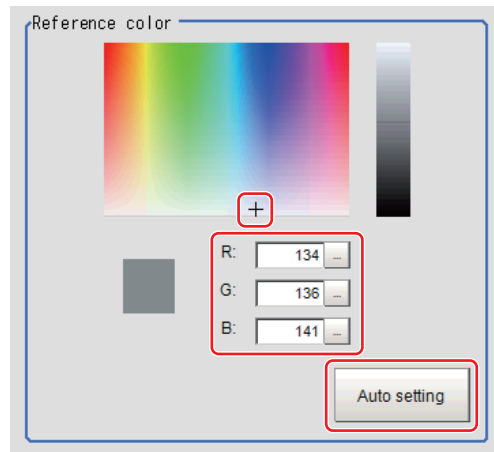 Reference color
R: 134 ...
G: 136 ...
B: 141 ...
Auto setting